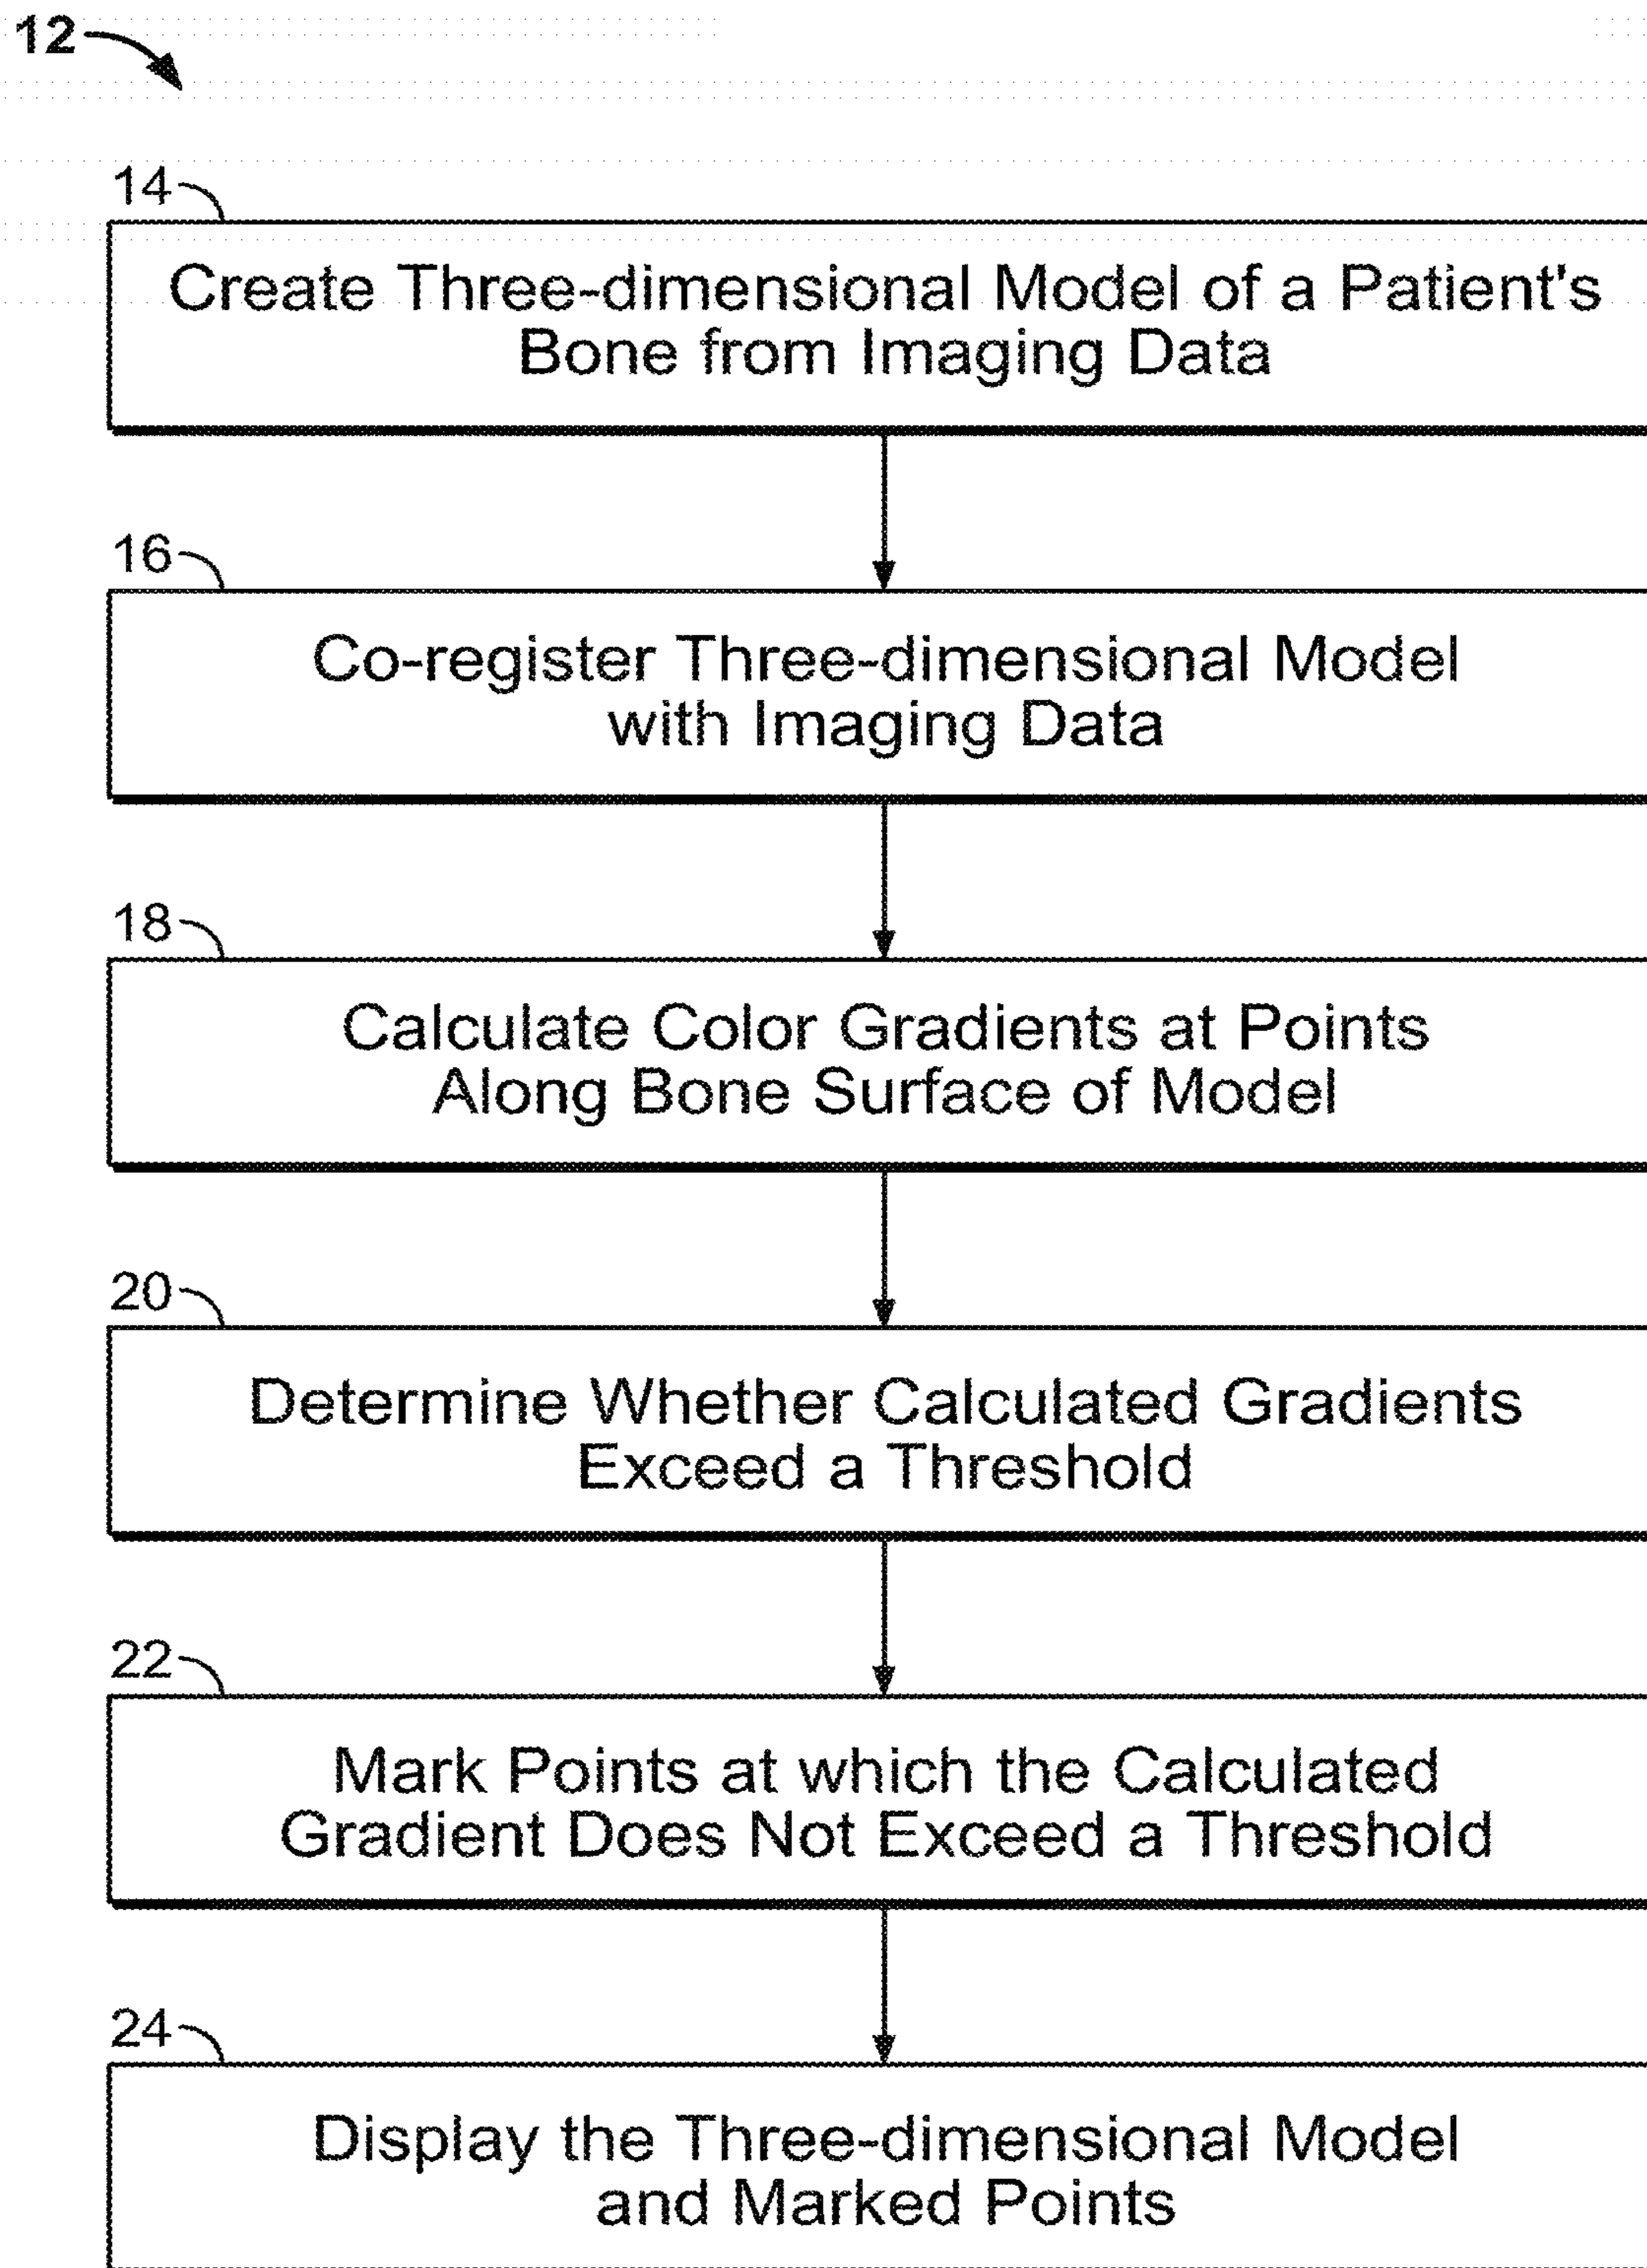 12
14
Create Three-dimensional Model of a Patient's
Bone from Imaging Data
16
Co-register Three-dimensional Model
with Imaging Data
18
Calculate Color Gradients at Points
Along Bone Surface of Model
20
Determine Whether Calculated Gradients
Exceed a Threshold
22
Mark Points at which the Calculated
Gradient Does Not Exceed a Threshold
24
Display the Three-dimensional Model
and Marked Points